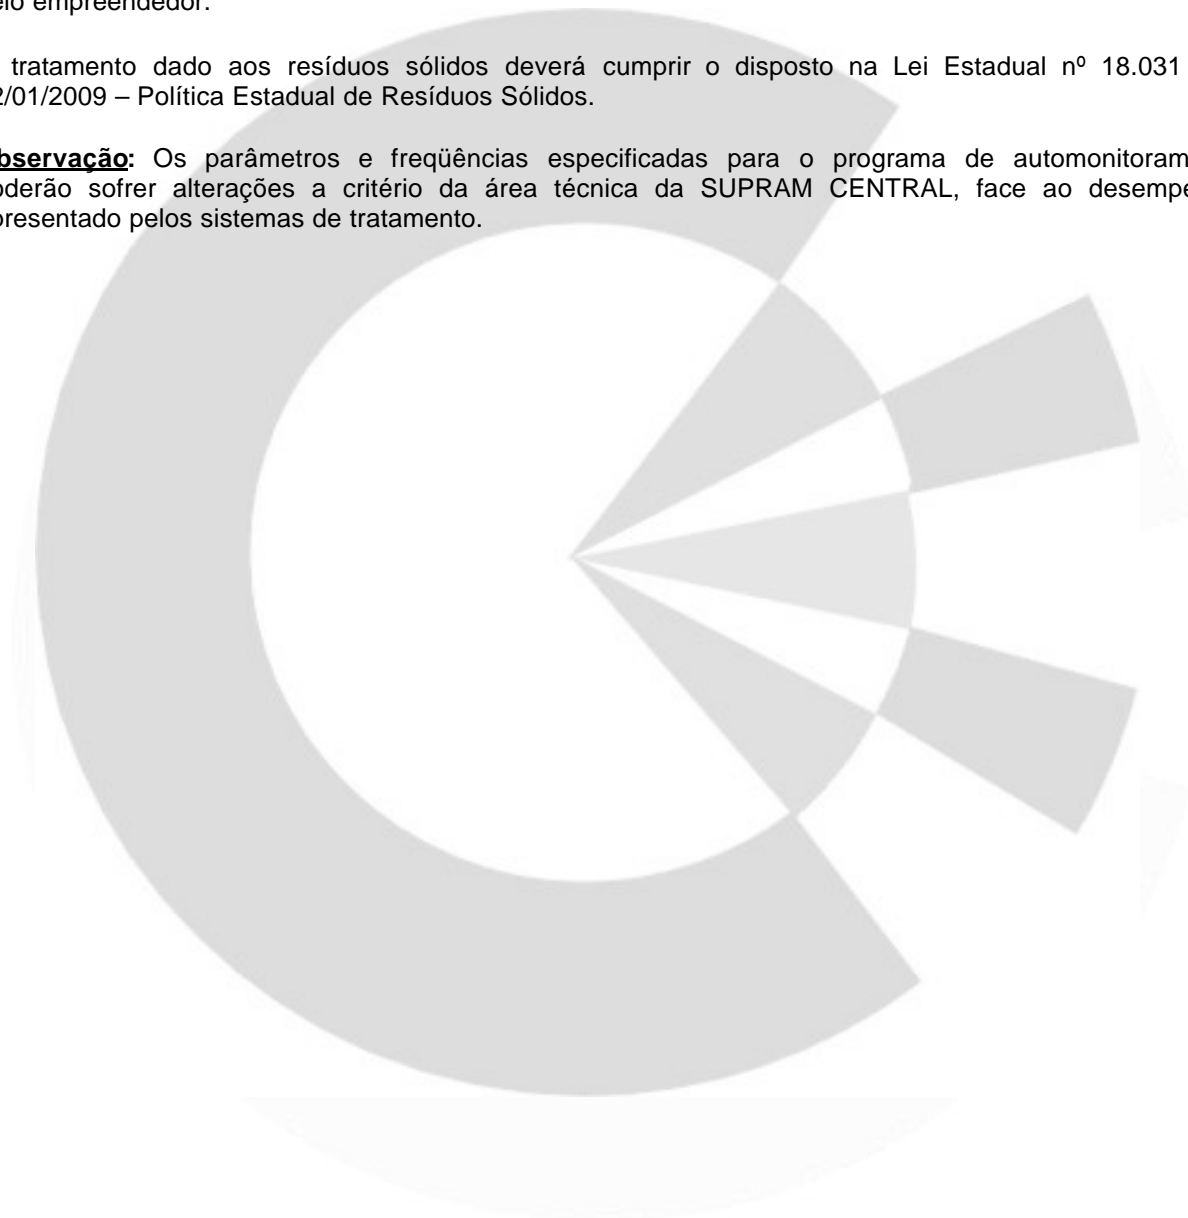 elo empreendedor.
tratamento dado aos resíduos sólidos deverá cumprir o disposto na Lei Estadual nº 18.031
2/01/2009 – Política Estadual de Resíduos Sólidos.
bservação: Os parâmetros e freqüências especificadas para o programa de automonitoram
oderão sofrer alterações a critério da área técnica da SUPRAM CENTRAL, face ao desempe
presentado pelos sistemas de tratamento.